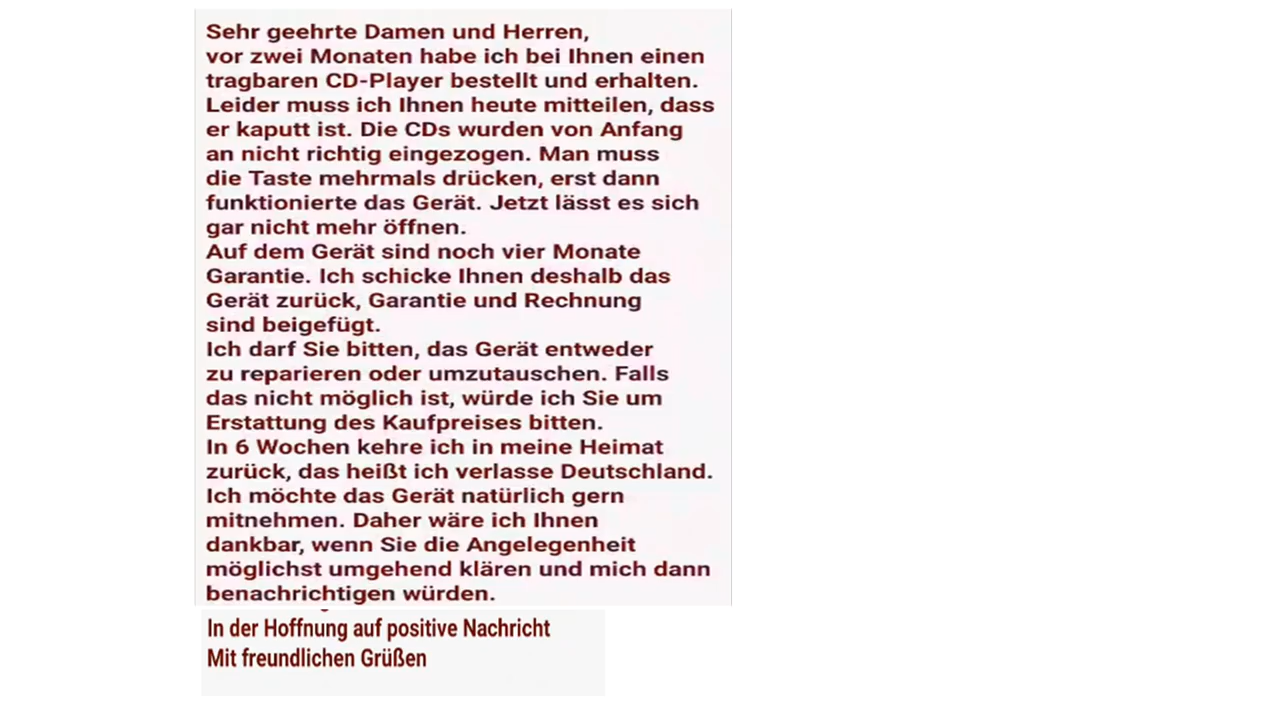 Sehr geehrte Damen und Herren,
vor zwei Monaten habe ich bei Ihnen einen
tragbaren CD-Player bestellt und erhalten.
Leider muss ich Ihnen heute mitteilen, dass
er kaputt ist. Die CDs wurden von Anfang
an nicht richtig eingezogen. Man muss
die Taste mehrmals drücken, erst dann
funktionierte das Gerät. Jetzt lässt es sich
gar nicht mehr öffnen.
Auf dem Gerät sind noch vier Monate
Garantie. Ich schicke Ihnen deshalb das
Gerät zurück, Garantie und Rechnung
sind beigefügt.
Ich darf Sie bitten, das Gerät entweder
zu reparieren oder umzutauschen. Falls
das nicht möglich ist, würde ich Sie um
Erstattung des Kaufpreises bitten.
In 6 Wochen kehre ich in meine Heimat
zurück, das heißt ich verlasse Deutschland.
Ich möchte das Gerät natürlich gern
mitnehmen. Daher wäre ich Ihnen
dankbar, wenn Sie die Angelegenheit
möglichst umgehend klären und mich dann
benachrichtigen würden.
In der Hoffnung auf positive Nachricht
Mit freundlichen Grüßen